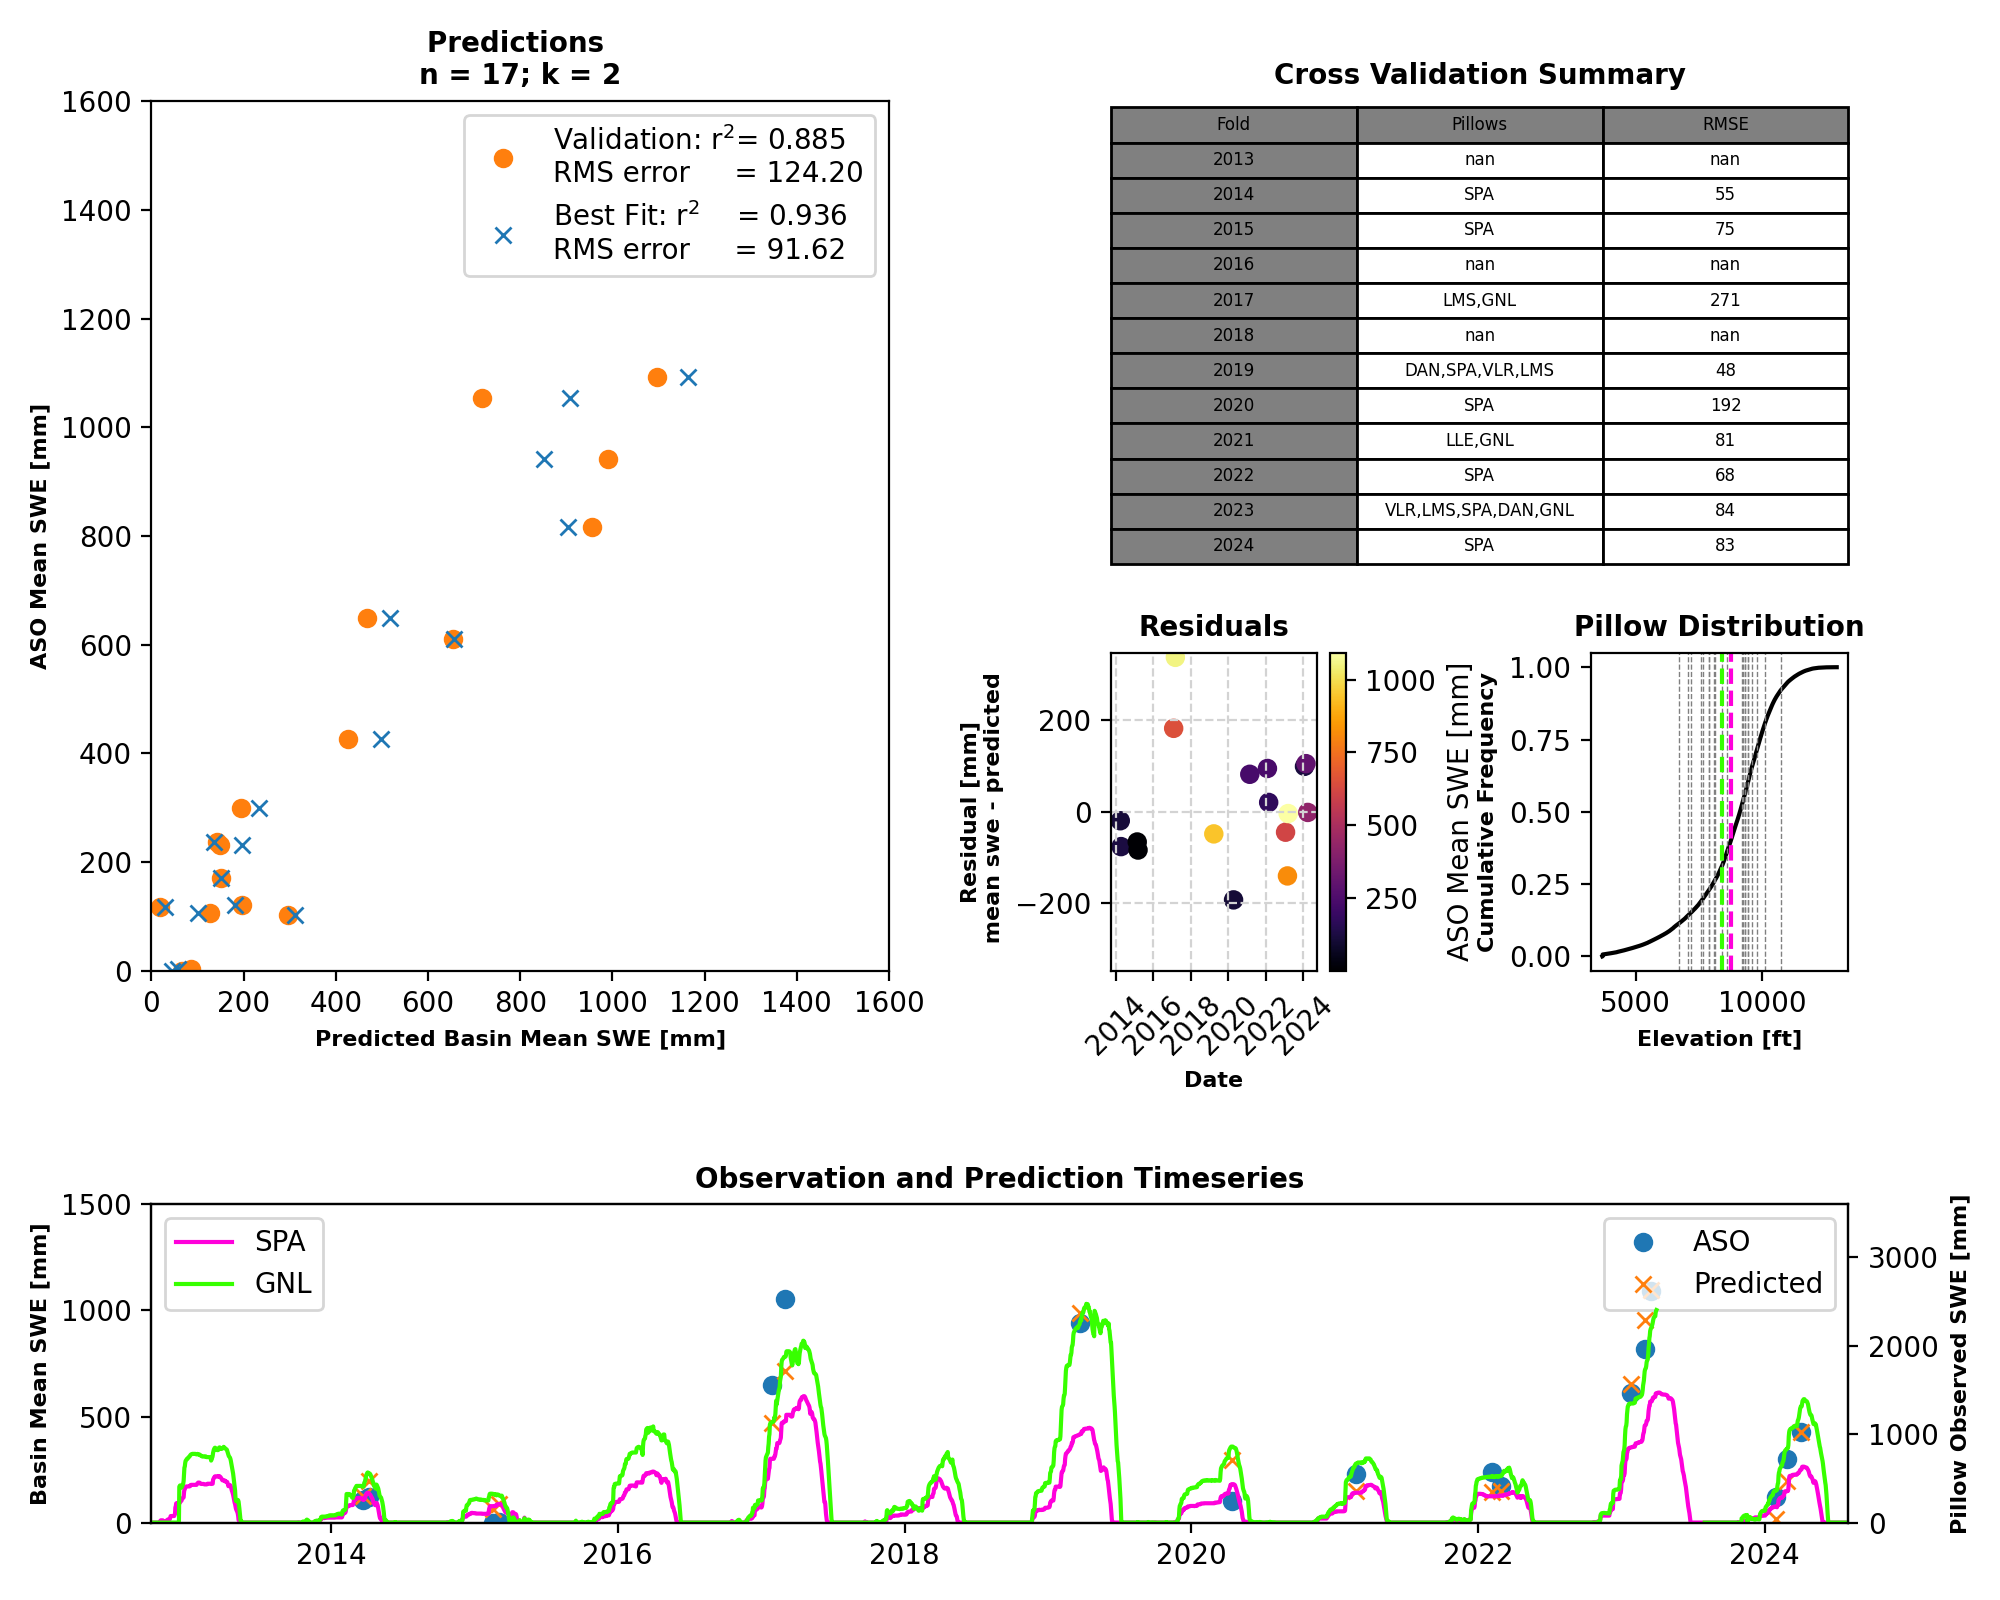 Predictions
n = 17; k = 2
1600
1400
1200
1000
800
600
400
200
0
ASO Mean SWE [mm]
Validation: r²= 0.885
RMS error = 124.20
Best Fit: r² = 0.936
RMS error = 91.62
0 200 400 600 800 1000 1200 1400 1600
Predicted Basin Mean SWE [mm]
Cross Validation Summary
Fold Pillows RMSE
2013 nan nan
2014 SPA 55
2015 SPA 75
2016 nan nan
2017 LMS,GNL 271
2018 nan nan
2019 DAN,SPA,VLR,LMS 48
2020 SPA 192
2021 LLE,GNL 81
2022 SPA 68
2023 VLR,LMS,SPA,DAN,GNL 84
2024 SPA 83
Residuals
Residual [mm]
mean swe - predicted
200
0
−200
2014 2016 2018 2020 2022 2024
Date
1000
750
500
250
ASO Mean SWE [mm]
Pillow Distribution
Cumulative Frequency
1.00
0.75
0.50
0.25
0.00
5000 10000
Elevation [ft]
Observation and Prediction Timeseries
Basin Mean SWE [mm]
1500
1000
500
0
SPA
GNL
ASO
Predicted
3000
2000
1000
0
Pillow Observed SWE [mm]
2014 2016 2018 2020 2022 2024